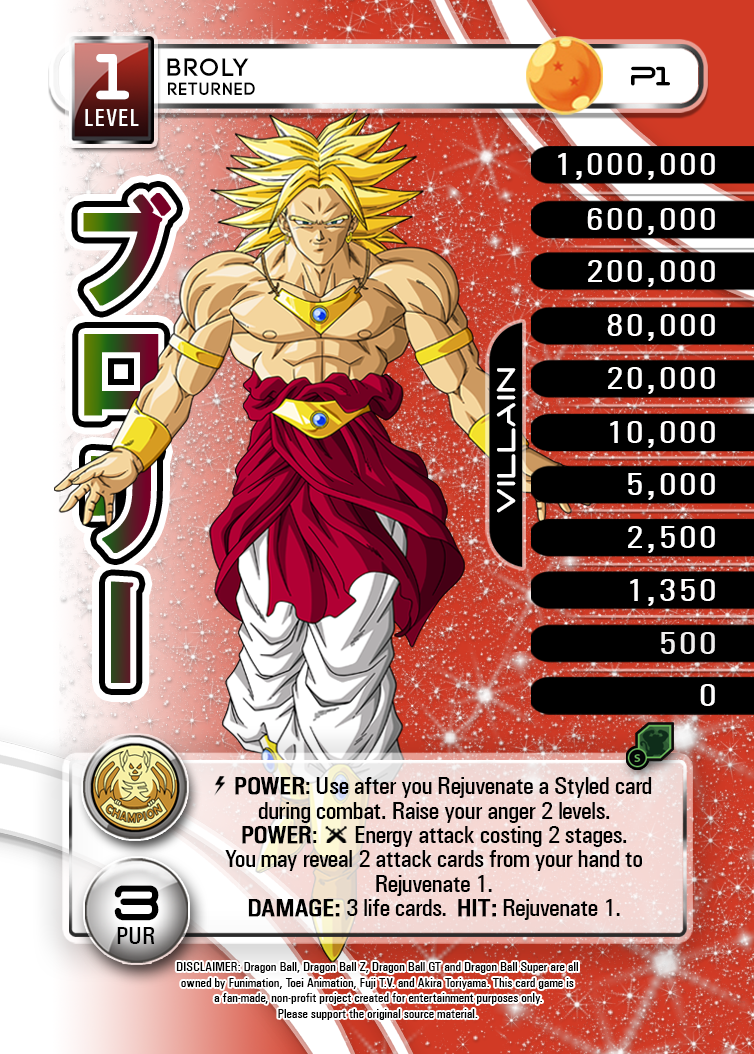 1
LEVEL
BROLY
RETURNED
P1
ブロリー
1,000,000
600,000
200,000
80,000
20,000
10,000
5,000
2,500
1,350
500
0
VILLAIN
S
CHAMPION
3
PUR
POWER: Use after you Rejuvenate a Styled card
during combat. Raise your anger 2 levels.
POWER: Energy attack costing 2 stages.
You may reveal 2 attack cards from your hand to
Rejuvenate 1.
DAMAGE: 3 life cards. HIT: Rejuvenate 1.
DISCLAIMER: Dragon Ball, Dragon Ball Z, Dragon Ball GT and Dragon Ball Super are all
owned by Funimation, Toei Animation, Fuji T.V. and Akira Toriyama. This card game is
a fan-made, non-profit project created for entertainment purposes only.
Please support the original source material.